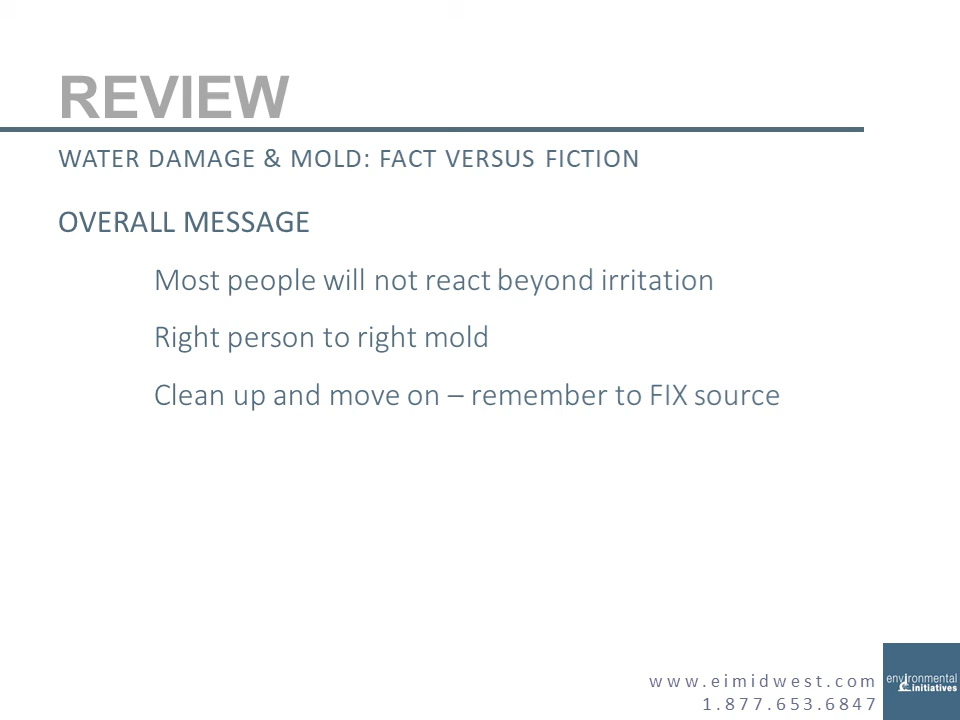 REVIEW
WATER DAMAGE & MOLD: FACT VERSUS FICTION
OVERALL MESSAGE
Most people will not react beyond irritation
Right person to right mold
Clean up and move on – remember to FIX source
www.eimidwest.com
1.877.653.6847
environmental
initiatives